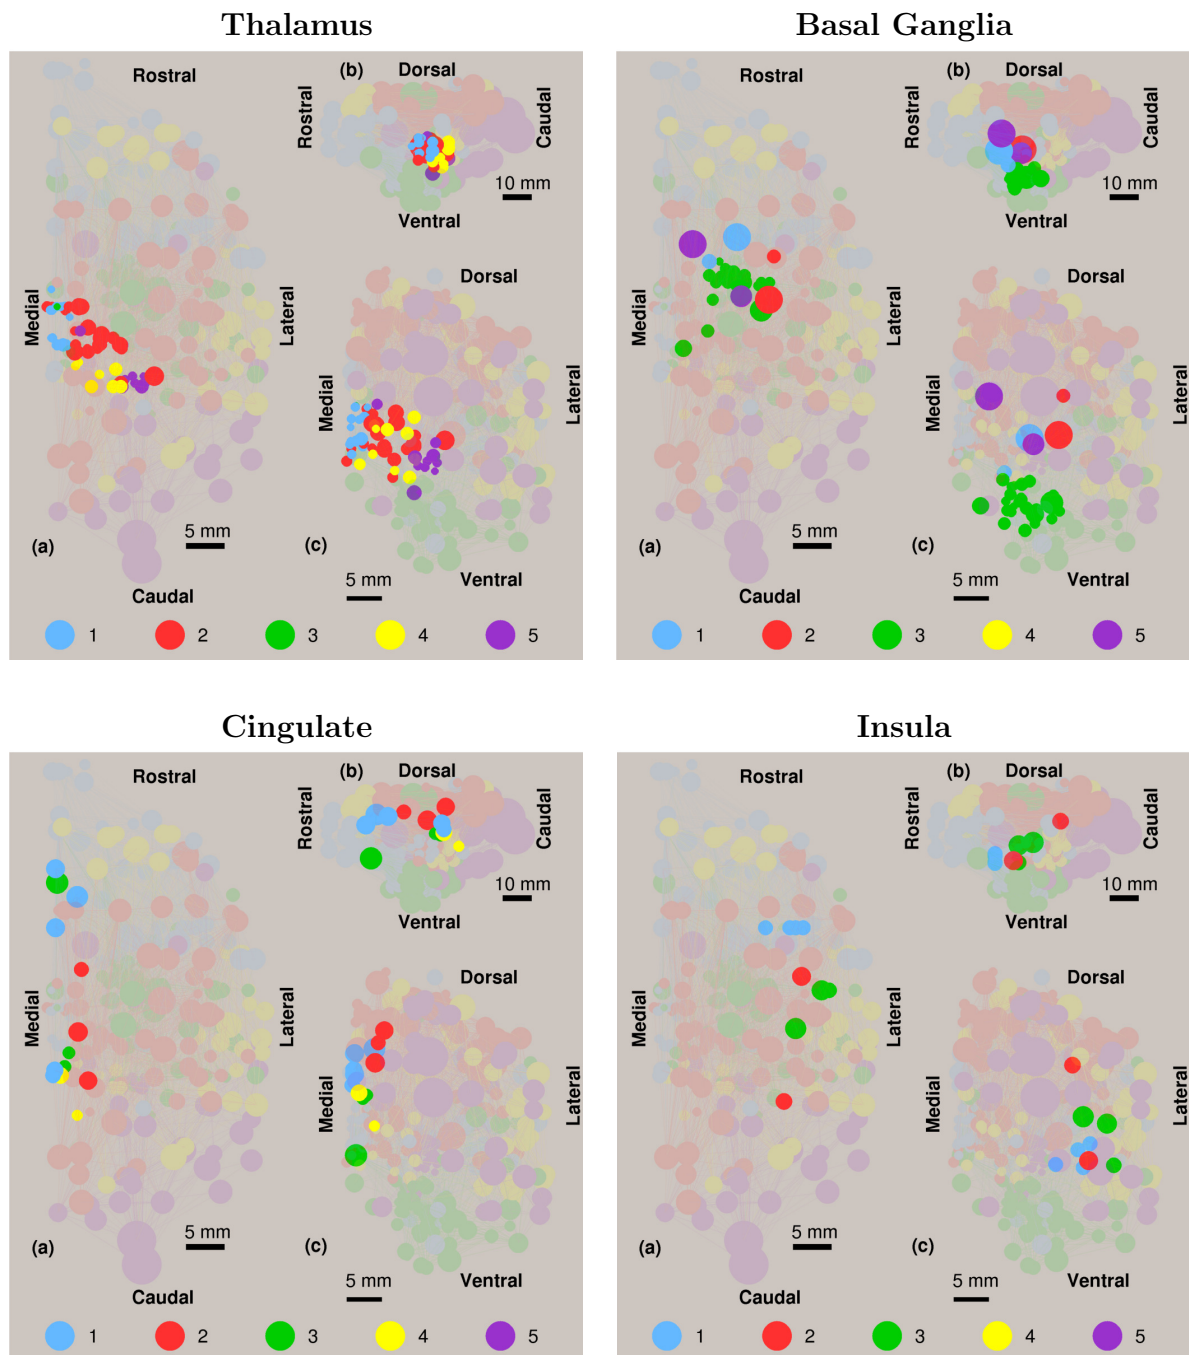 Thalamus
Rostral
Medial
Lateral
(a)
5 mm
Caudal
(b)
Dorsal
Rostral
Caudal
10 mm
Ventral
Dorsal
Medial
Lateral
(c)
5 mm
Ventral
1 2 3 4 5
Basal Ganglia
Rostral
Medial
Lateral
(a)
5 mm
Caudal
(b)
Dorsal
Rostral
Caudal
10 mm
Ventral
Dorsal
Medial
Lateral
(c)
5 mm
Ventral
1 2 3 4 5
Cingulate
Rostral
Medial
Lateral
(a)
5 mm
Caudal
(b)
Dorsal
Rostral
Caudal
10 mm
Ventral
Dorsal
Medial
Lateral
(c)
5 mm
Ventral
1 2 3 4 5
Insula
Rostral
Medial
Lateral
(a)
5 mm
Caudal
(b)
Dorsal
Rostral
Caudal
10 mm
Ventral
Dorsal
Medial
Lateral
(c)
5 mm
Ventral
1 2 3 4 5